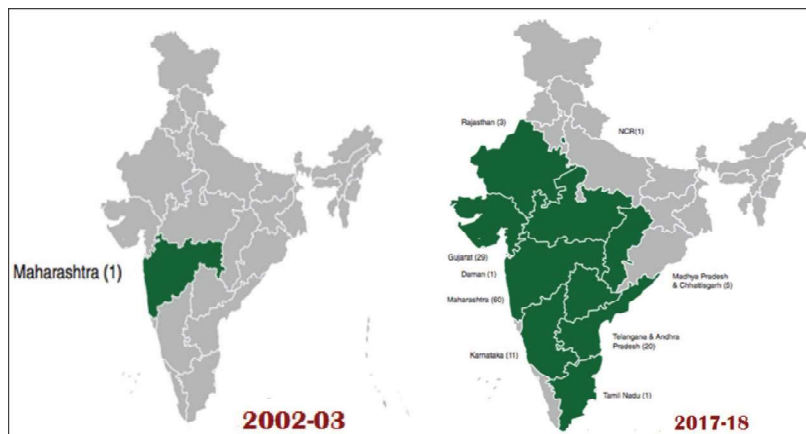 Maharashtra (1)
2002-03
Rajasthan (3)
NCR(1)
Gujarat (29)
Daman (1)
Maharashtra (60)
Karnataka (11)
Madhya Pradesh
& Chhatisgarh (5)
Telangana & Andhra
Pradesh (20)
Tamil Nadu (1)
2017-18